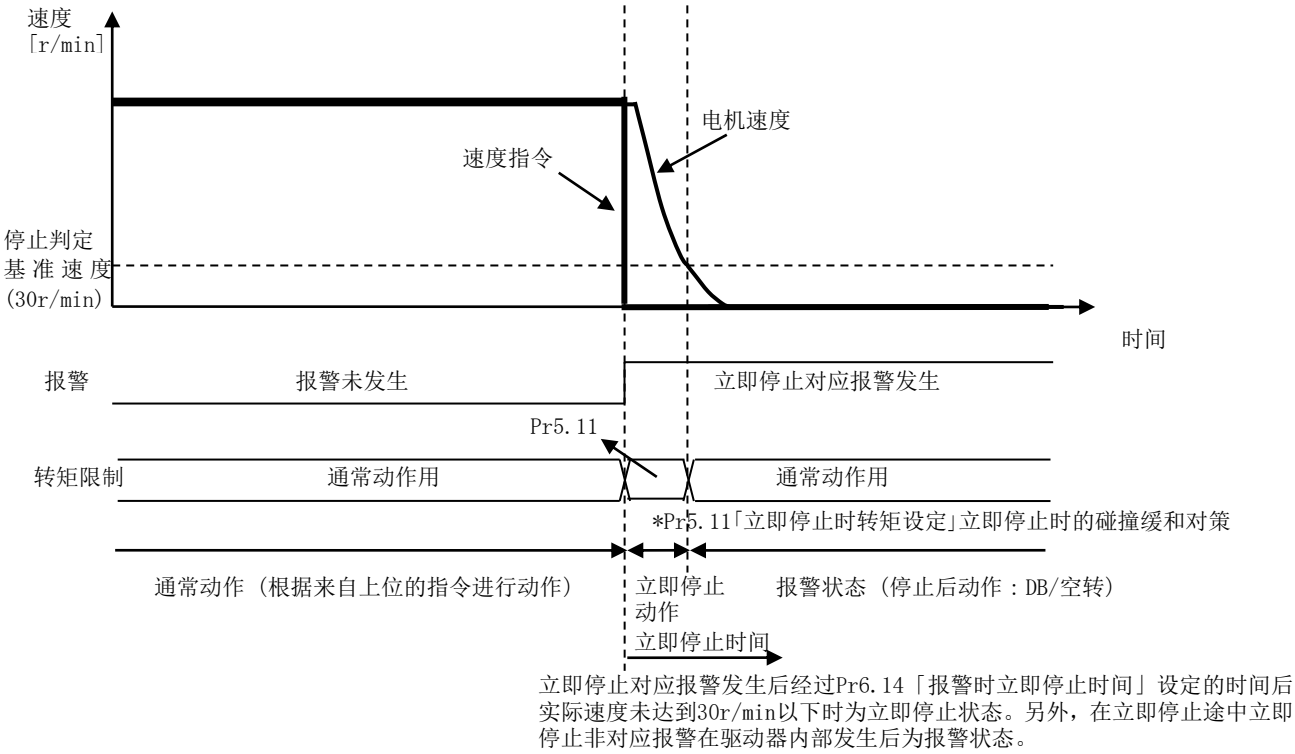 速度
[r/min]
电机速度
速度指令
停止判定
基准速度
(30r/min)
时间
报警
报警未发生
立即停止对应报警发生
Pr5.11
转矩限制
通常动作用
通常动作用
*Pr5.11「立即停止时转矩设定」立即停止时的碰撞缓和对策
通常动作（根据来自上位的指令进行动作）
立即停止
动作
报警状态（停止后动作：DB/空转）
立即停止时间
立即停止对应报警发生后经过Pr6.14「报警时立即停止时间」设定的时间后
实际速度未达到30r/min以下时为立即停止状态。另外，在立即停止途中立即
停止非对应报警在驱动器内部发生后为报警状态。